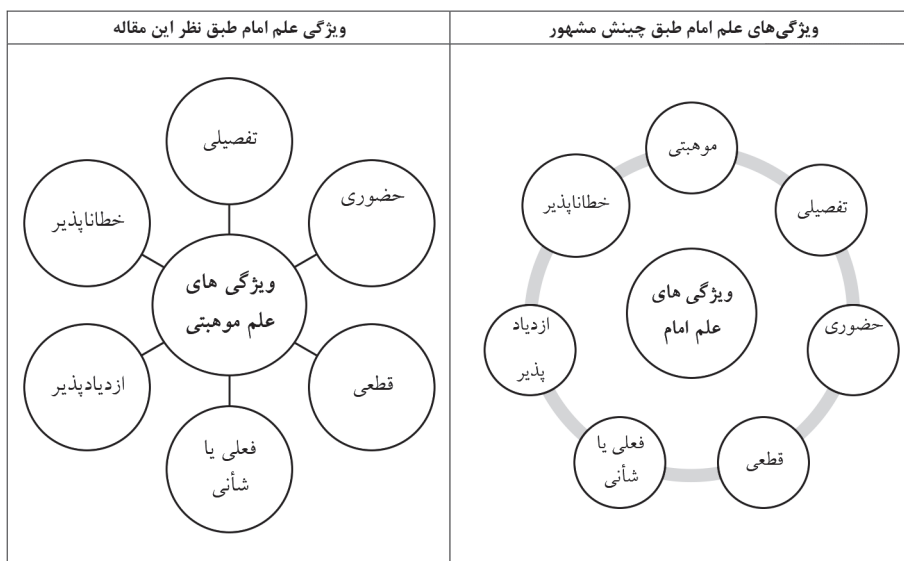 ویژگی‌های علم امام طبق چینش مشهور
موهبتی
تفصیلی
حضوری
قطعی
فعلی یا
شأنی
ازدیاد
پذیر
خطاناپذیر
ویژگی های
علم امام
ویژگی علم امام طبق نظر این مقاله
تفصیلی
حضوری
قطعی
فعلی یا
شأنی
ازدیادپذیر
خطاناپذیر
ویژگی های
علم موهبتی